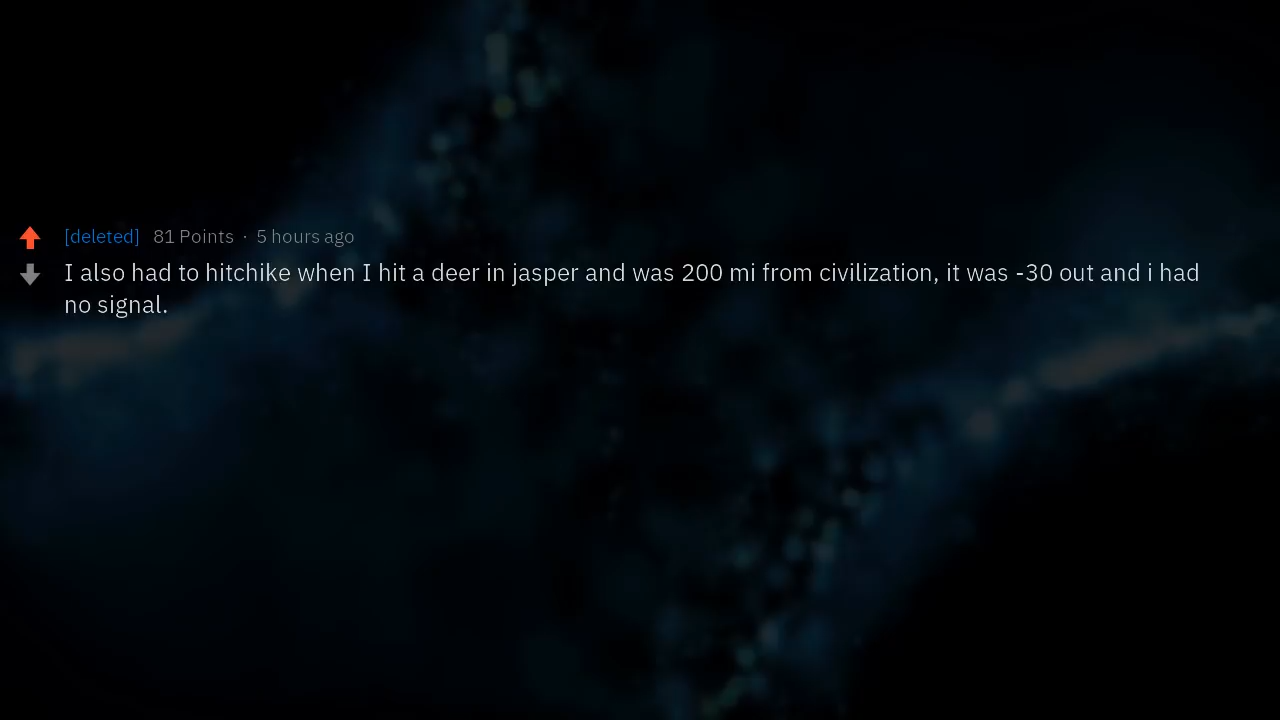 [deleted] 81 Points · 5 hours ago
I also had to hitchike when I hit a deer in jasper and was 200 mi from civilization, it was -30 out and i had
no signal.